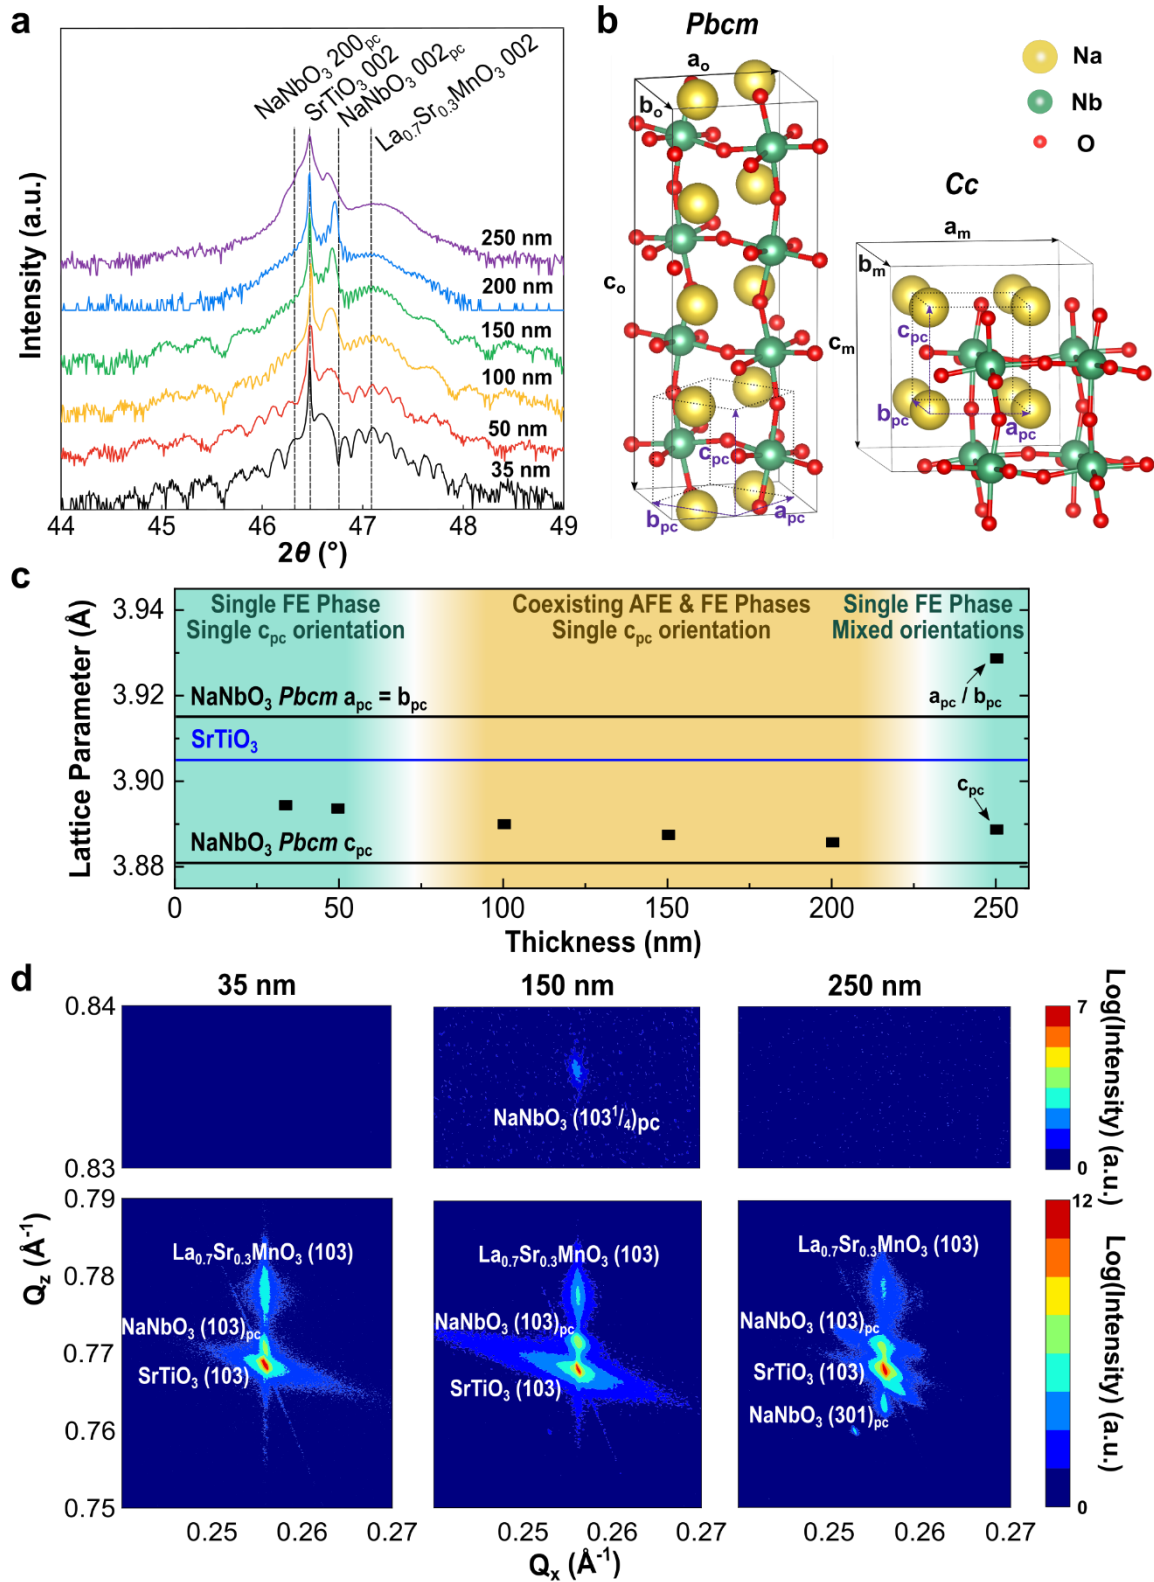 a
NaNbO₃ 200pc
SrTiO₃ 002
NaNbO₃ 002pc
La₀.₇Sr₀.₃MnO₃ 002
Intensity (a.u.)
250 nm
200 nm
150 nm
100 nm
50 nm
35 nm
44 45 46 47 48 49
2θ (°)
b
Pbcm
aₒ
bₒ
cₒ
cpc
bpc
apc
Na
Nb
O
Cc
aₘ
bₘ
cₘ
cpc
bpc
apc
c
Lattice Parameter (Å)
3.94
3.92
3.90
3.88
Single FE Phase
Single cpc orientation
Coexisting AFE & FE Phases
Single cpc orientation
Single FE Phase
Mixed orientations
NaNbO₃ Pbcm apc = bpc
apc / bpc
SrTiO₃
cpc
NaNbO₃ Pbcm cpc
0 50 100 150 200 250
Thickness (nm)
d
35 nm
150 nm
250 nm
0.84
0.83
NaNbO₃ (103¹/₄)pc
7
0
Log(Intensity) (a.u.)
Qz (Å⁻¹)
0.79
0.78
0.77
0.76
0.75
La₀.₇Sr₀.₃MnO₃ (103)
NaNbO₃ (103)pc
SrTiO₃ (103)
La₀.₇Sr₀.₃MnO₃ (103)
NaNbO₃ (103)pc
SrTiO₃ (103)
La₀.₇Sr₀.₃MnO₃ (103)
NaNbO₃ (103)pc
SrTiO₃ (103)
NaNbO₃ (301)pc
12
0
Log(Intensity) (a.u.)
0.25 0.26 0.27
0.25 0.26 0.27
0.25 0.26 0.27
Qₓ (Å⁻¹)